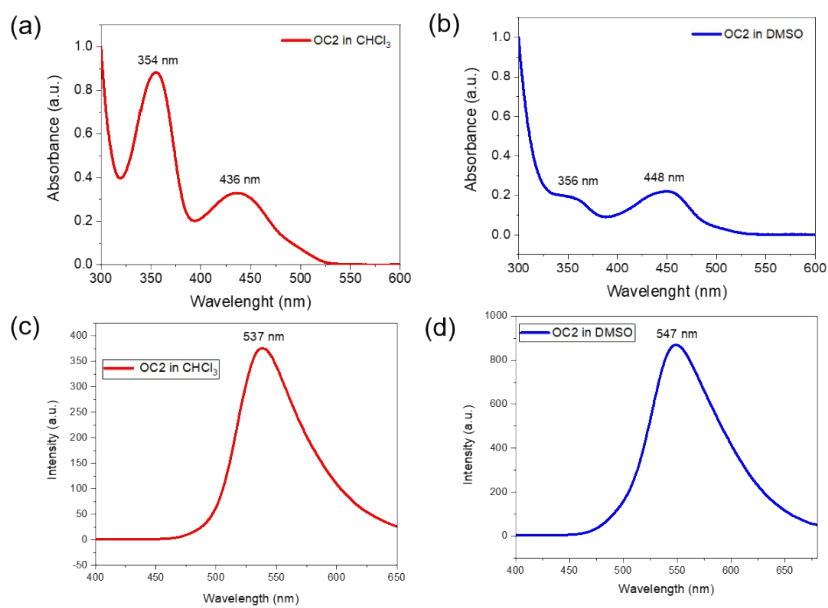 (a)
OC2 in CHCl₃
354 nm
436 nm
Absorbance (a.u.)
1.0
0.8
0.6
0.4
0.2
0.0
300 350 400 450 500 550 600
Wavelenght (nm)
(b)
OC2 in DMSO
356 nm
448 nm
Absorbance (a.u.)
1.0
0.8
0.6
0.4
0.2
0.0
300 350 400 450 500 550 600
Wavelenght (nm)
(c)
537 nm
OC2 in CHCl₃
Intensity (a.u.)
400
350
300
250
200
150
100
50
0
-50
400 450 500 550 600 650
Wavelength (nm)
(d)
OC2 in DMSO
547 nm
Intensity (a.u.)
1000
800
600
400
200
0
400 450 500 550 600 650
Wavelength (nm)